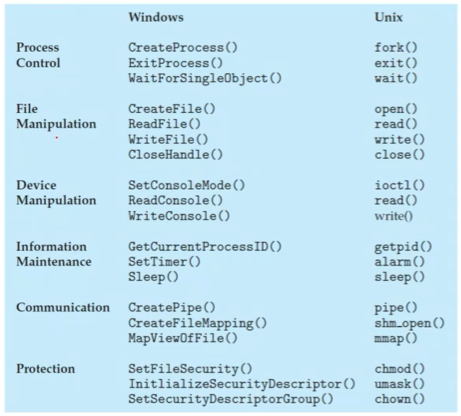 Windows Unix
Process CreateProcess() fork()
Control ExitProcess() exit()
WaitForSingleObject() wait()
File CreateFile() open()
Manipulation ReadFile() read()
WriteFile() write()
CloseHandle() close()
Device SetConsoleMode() ioctl()
Manipulation ReadConsole() read()
WriteConsole() write()
Information GetCurrentProcessID() getpid()
Maintenance SetTimer() alarm()
Sleep() sleep()
Communication CreatePipe() pipe()
CreateFileMapping() shm_open()
MapViewOfFile() mmap()
Protection SetFileSecurity() chmod()
InitlializeSecurityDescriptor() umask()
SetSecurityDescriptorGroup() chown()